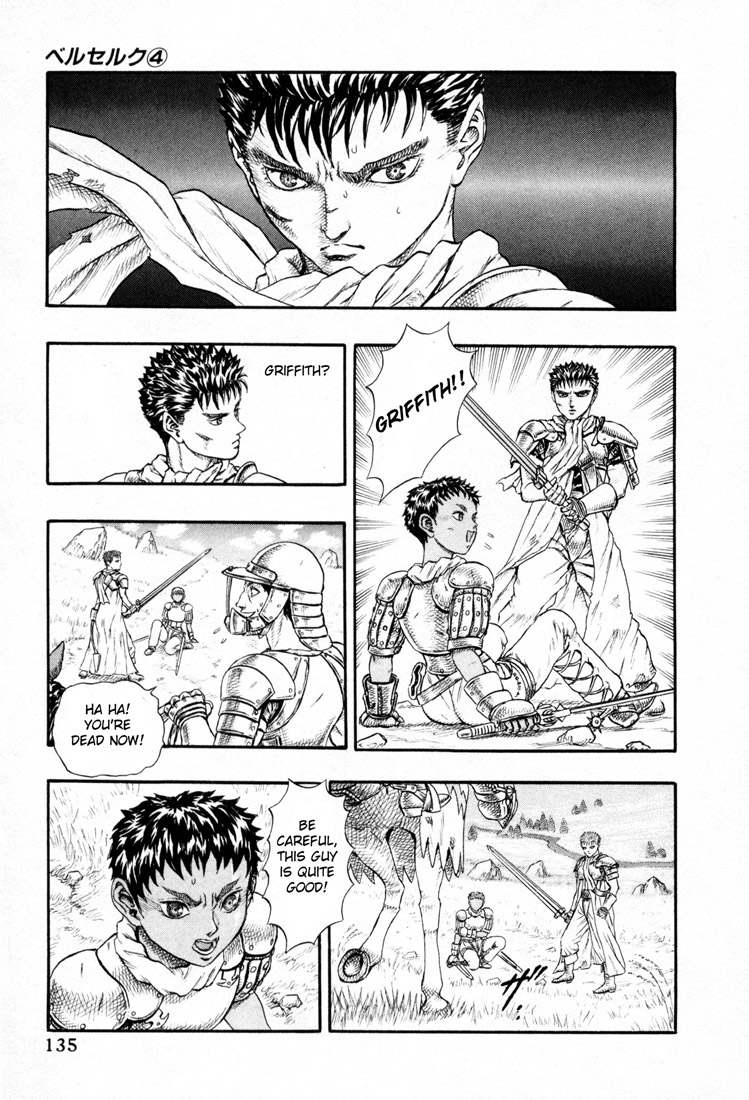 ベルセルク④
GRIFFITH!!
GRIFFITH?
HA HA!
YOU'RE
DEAD NOW!
BE
CAREFUL,
THIS GUY
IS QUITE
GOOD!
ザ!
135